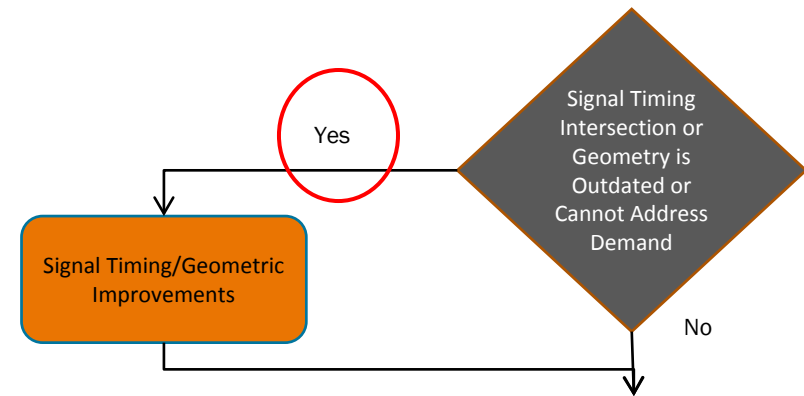 Signal Timing
Intersection or
Geometry is
Outdated or
Cannot Address
Demand
Yes
Signal Timing/Geometric
Improvements
No